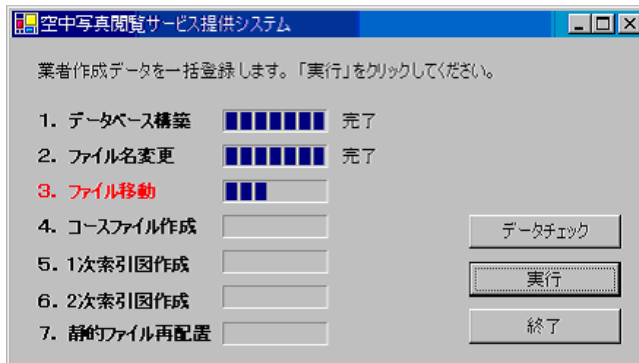 空中写真閲覧サービス提供システム
業者作成データを一括登録します。「実行」をクリックしてください。
1. データベース構築 完了
2. ファイル名変更 完了
3. ファイル移動
4. コースファイル作成
データチェック
5. 1次索引図作成
実行
6. 2次索引図作成
7. 静的ファイル再配置
終了